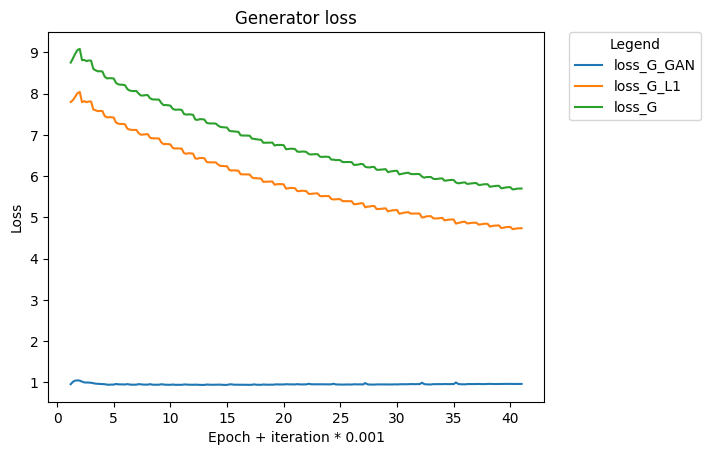 Generator loss
Legend
loss_G_GAN
loss_G_L1
loss_G
Loss
9
8
7
6
5
4
3
2
1
0
5
10
15
20
25
30
35
40
Epoch + iteration * 0.001